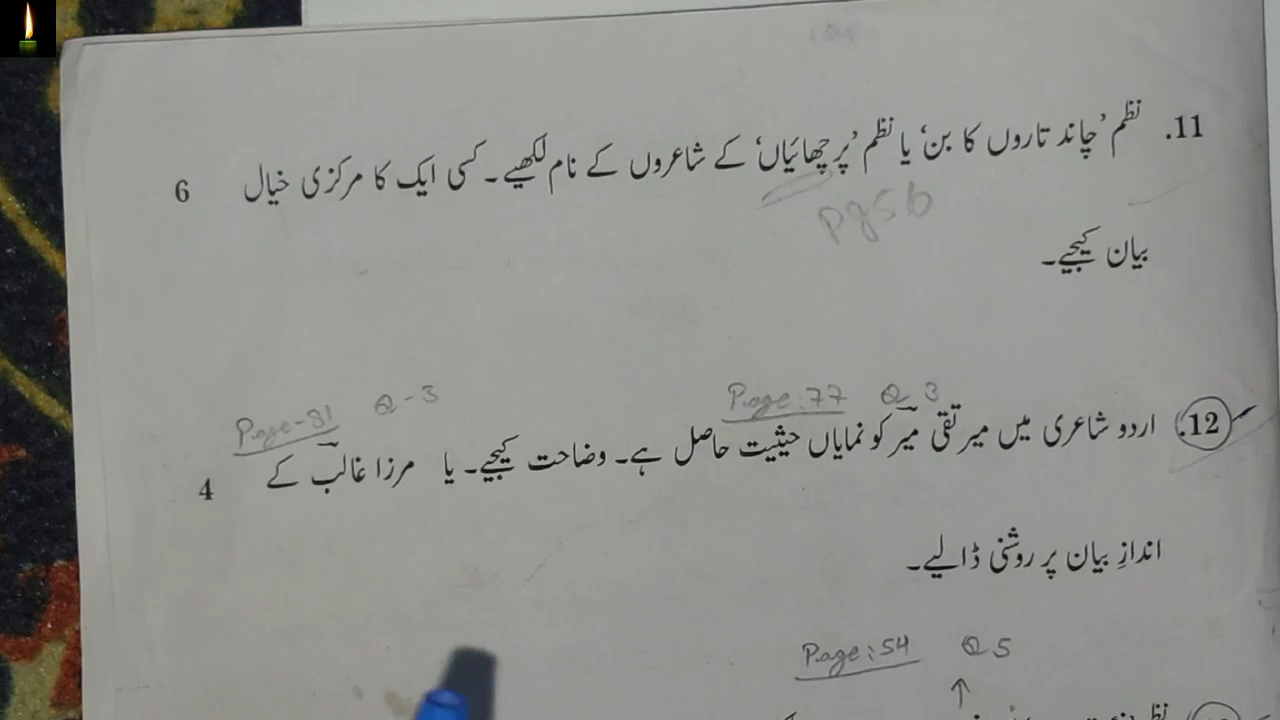 11. نظم ’چاند تاروں کا بن‘ یا نظم ’پرچھائیاں‘ کے شاعروں کے نام لکھیے۔ کسی ایک کا مرکزی خیال 6
pg56
بیان کیجیے۔
Page:77 Q 3
Page-81 Q-3
12. اردو شاعری میں میر تقی میر کو نمایاں حیثیت حاصل ہے۔ وضاحت کیجیے۔ یا مرزا غالب کے 4
اندازِ بیان پر روشنی ڈالیے۔
Page:54 Q 5